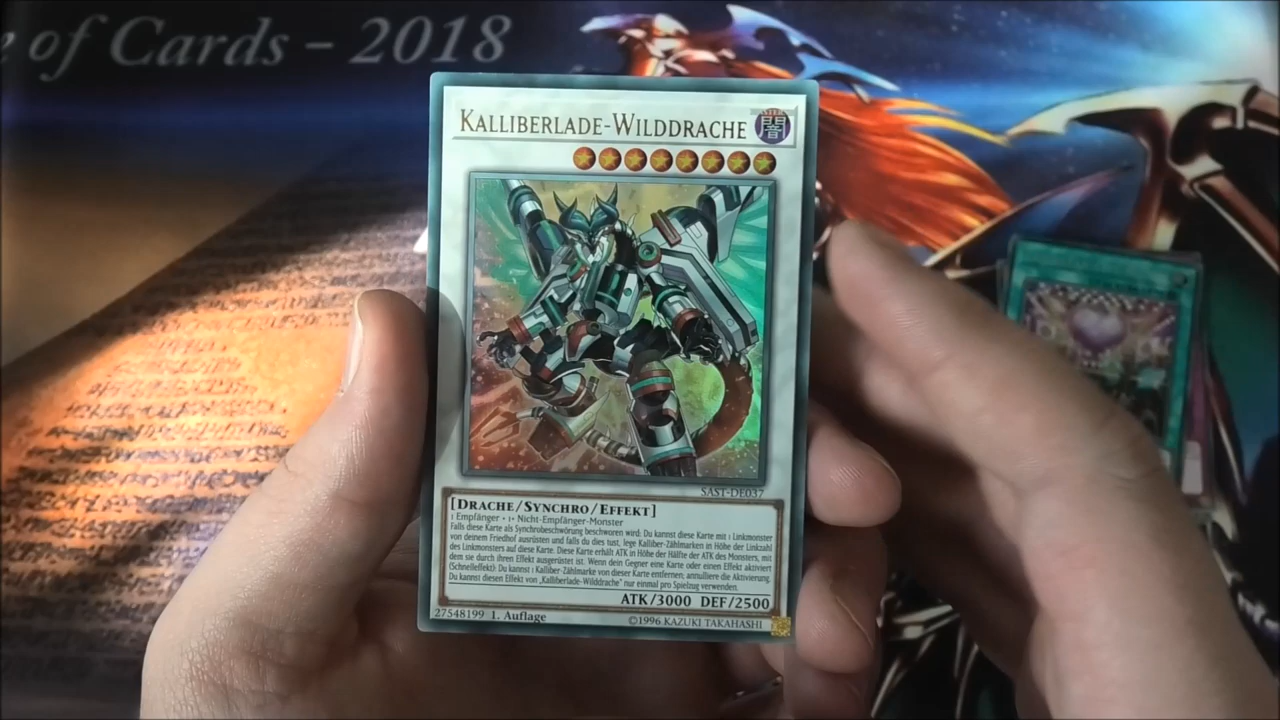 e of Cards – 2018
KALLIBERLADE-WILDDRACHE
闇
SAST-DE037
[DRACHE/SYNCHRO/EFFEKT]
1 Empfänger + 1+ Nicht-Empfänger-Monster
Falls diese Karte als Synchrobeschwörung beschworen wird: Du kannst diese Karte mit 1 Linkmonster
von deinem Friedhof ausrüsten und falls du dies tust, lege Kalliber-Zählmarken in Höhe der Linkzahl
des Linkmonsters auf diese Karte. Diese Karte erhält ATK in Höhe der Hälfte der ATK des Monsters, mit
dem sie durch ihren Effekt ausgerüstet ist. Wenn dein Gegner eine Karte oder einen Effekt aktiviert
(Schnelleffekt): Du kannst 1 Kalliber-Zählmarke von dieser Karte entfernen; annulliere die Aktivierung.
Du kannst diesen Effekt von „Kalliberlade-Wilddrache" nur einmal pro Spielzug verwenden.
ATK/3000 DEF/2500
27548199 1. Auflage ©1996 KAZUKI TAKAHASHI